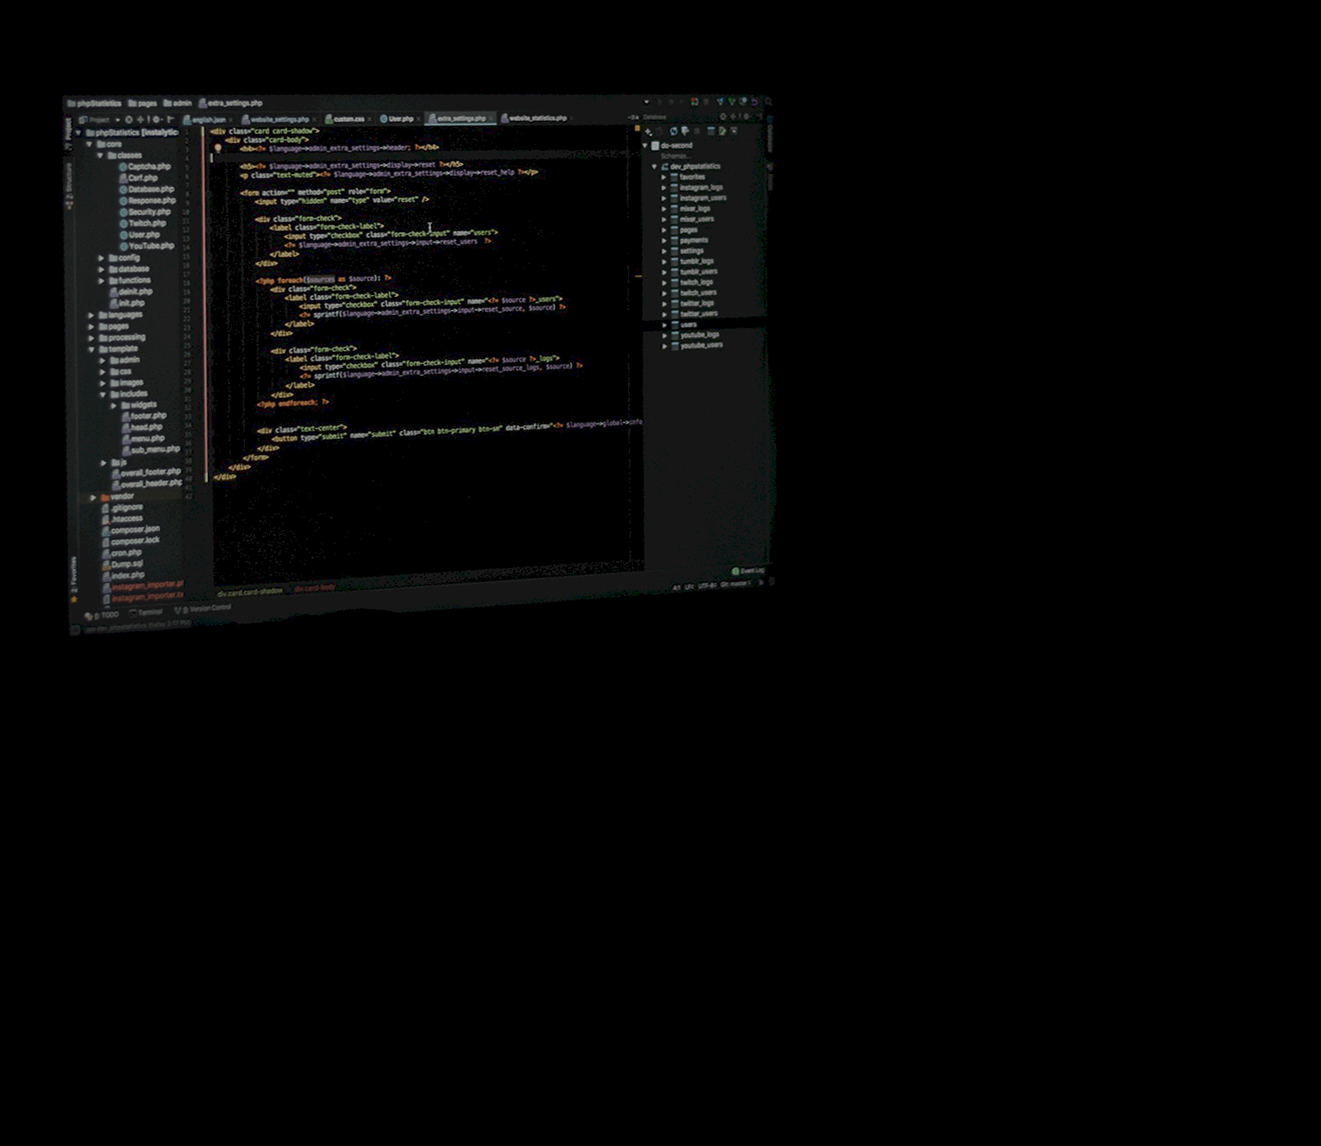 phpStatistics pages admin extra_settings.php
Project
english.json website_settings.php custom.css User.php extra_settings.php website_statistics.php
Database
Project
Structure
Favorites
phpStatistics
core
classes
Captcha.php
Csrf.php
Database.php
Response.php
Security.php
Twitch.php
User.php
YouTube.php
config
database
functions
deinit.php
init.php
languages
pages
processing
template
admin
css
images
includes
widgets
footer.php
head.php
menu.php
sub_menu.php
js
overall_footer.php
overall_header.php
vendor
.gitignore
.htaccess
composer.json
composer.lock
cron.php
Dump.sql
index.php
<div class="card card-shadow">
<div class="card-body">
<h4><?= $language->admin_extra_settings->header; ?></h4>
<h5><?= $language->admin_extra_settings->display->reset ?></h5>
<p class="text-muted"><?= $language->admin_extra_settings->display->reset_help ?></p>
<form action="" method="post" role="form">
<input type="hidden" name="type" value="reset" />
<div class="form-check">
<label class="form-check-label">
<input type="checkbox" class="form-check-input" name="users">
<?= $language->admin_extra_settings->input->reset_users ?>
</label>
</div>
<?php foreach($sources as $source): ?>
<div class="form-check">
<label class="form-check-label">
<input type="checkbox" class="form-check-input" name="<?= $source ?>_users">
<?= sprintf($language->admin_extra_settings->input->reset_source, $source) ?>
</label>
</div>
<div class="form-check">
<label class="form-check-label">
<input type="checkbox" class="form-check-input" name="<?= $source ?>_logs">
<?= sprintf($language->admin_extra_settings->input->reset_source_logs, $source) ?>
</label>
</div>
<?php endforeach; ?>
<div class="text-center">
<button type="submit" name="submit" class="btn btn-primary btn-sm" data-confirm="<?= $language->global->info
</div>
</form>
</div>
</div>
div.card.card-shadow div.card-body
do-second
Schemas...
dev_phpstatistics
favorites
instagram_logs
instagram_users
mixer_logs
mixer_users
pages
payments
settings
tumblr_logs
tumblr_users
twitch_logs
twitch_users
twitter_logs
twitter_users
users
youtube_logs
youtube_users
TODO Terminal Version Control
Event Log
UTF-8 Git: master